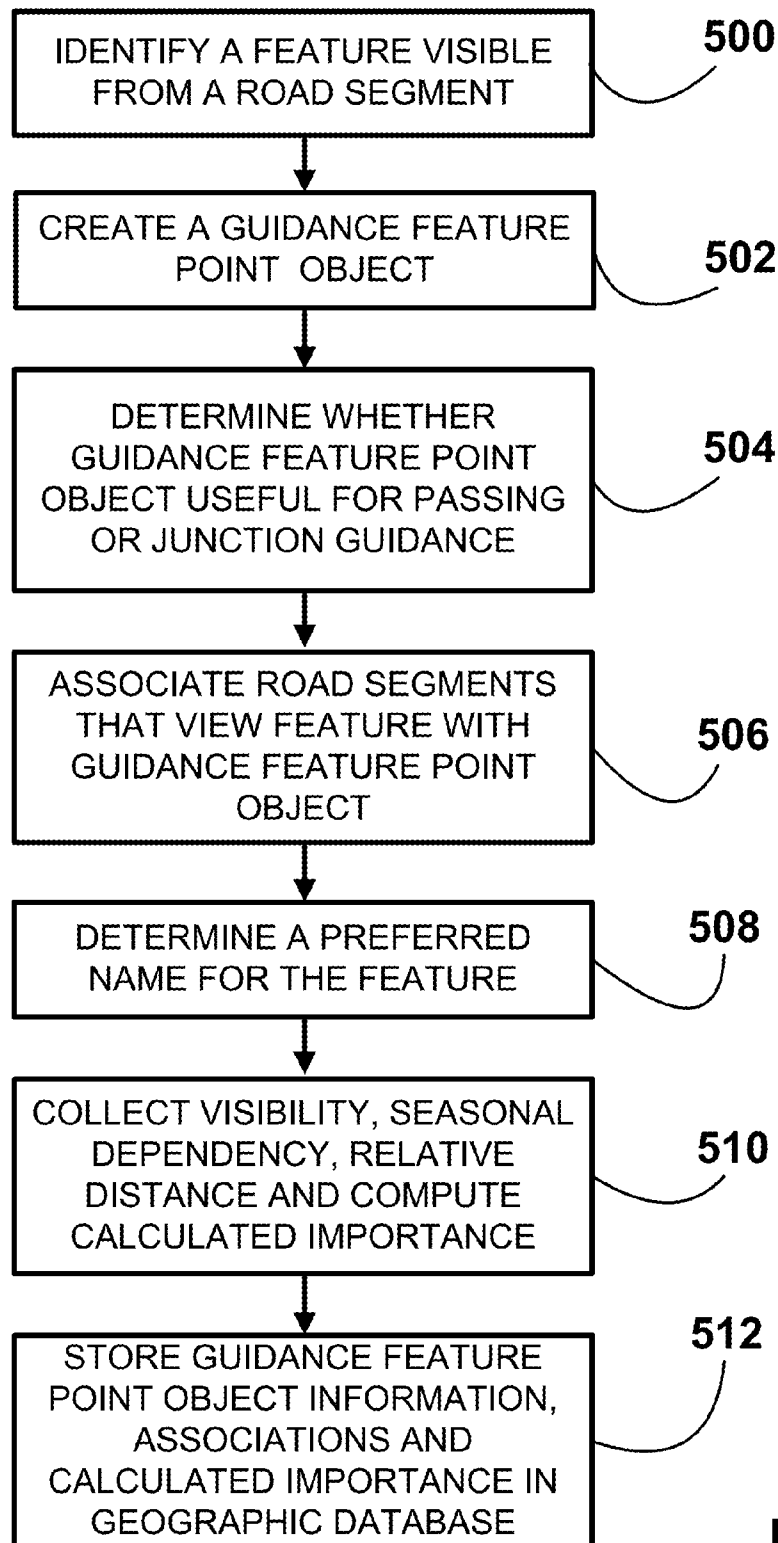 IDENTIFY A FEATURE VISIBLE
FROM A ROAD SEGMENT
500
CREATE A GUIDANCE FEATURE
POINT OBJECT
502
DETERMINE WHETHER
GUIDANCE FEATURE POINT
OBJECT USEFUL FOR PASSING
OR JUNCTION GUIDANCE
504
ASSOCIATE ROAD SEGMENTS
THAT VIEW FEATURE WITH
GUIDANCE FEATURE POINT
OBJECT
506
DETERMINE A PREFERRED
NAME FOR THE FEATURE
508
COLLECT VISIBILITY, SEASONAL
DEPENDENCY, RELATIVE
DISTANCE AND COMPUTE
CALCULATED IMPORTANCE
510
STORE GUIDANCE FEATURE
POINT OBJECT INFORMATION,
ASSOCIATIONS AND
CALCULATED IMPORTANCE IN
GEOGRAPHIC DATABASE
512